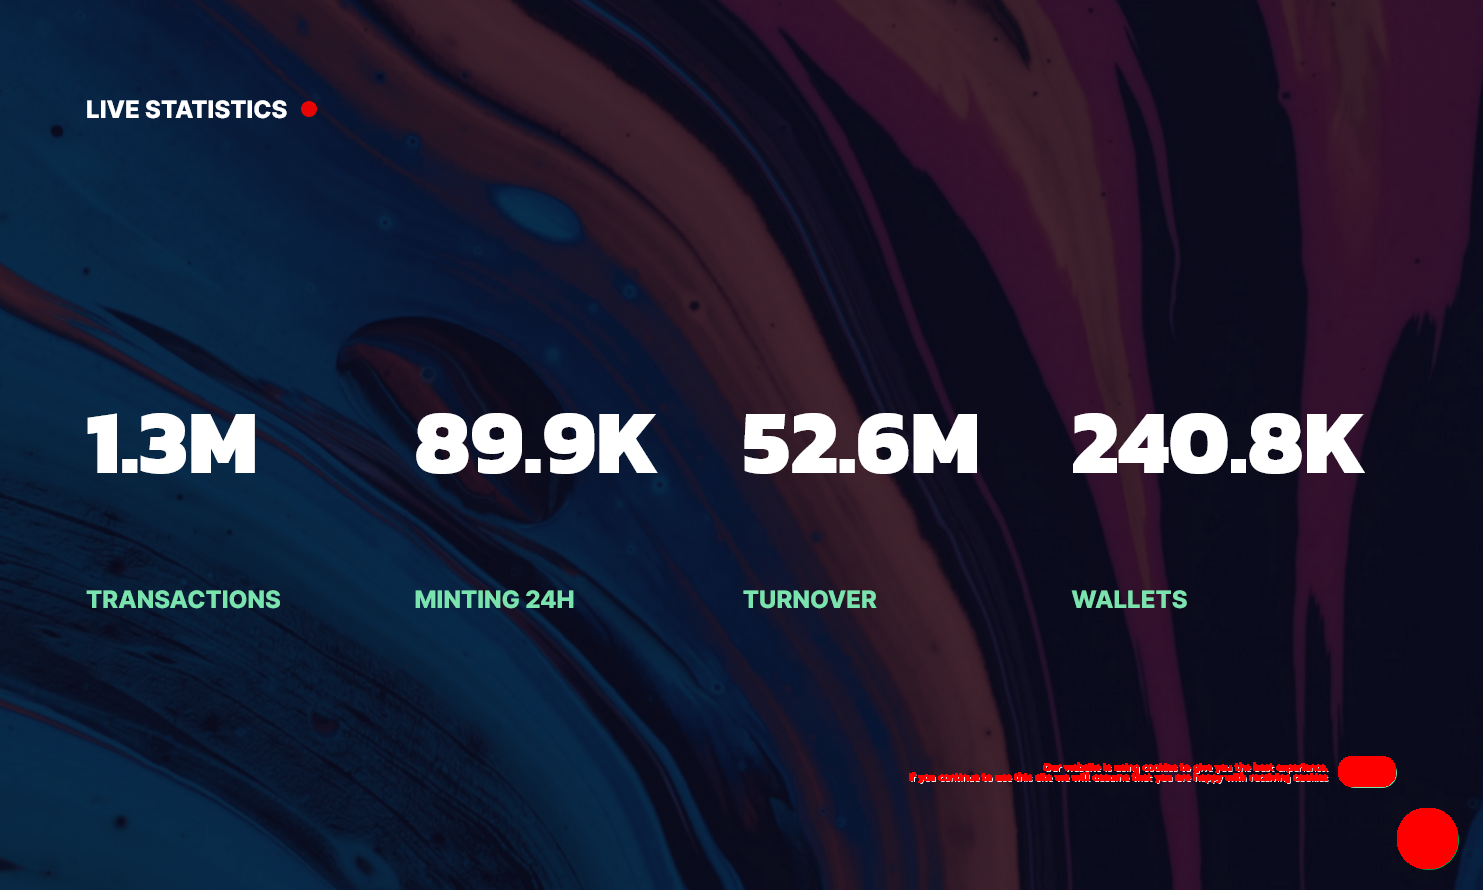 LIVE STATISTICS
1.3M
89.9K
52.6M
240.8K
TRANSACTIONS
MINTING 24H
TURNOVER
WALLETS
Our website is using cookies to give you the best experience.
If you continue to use this site we will assume that you are happy with receiving cookies